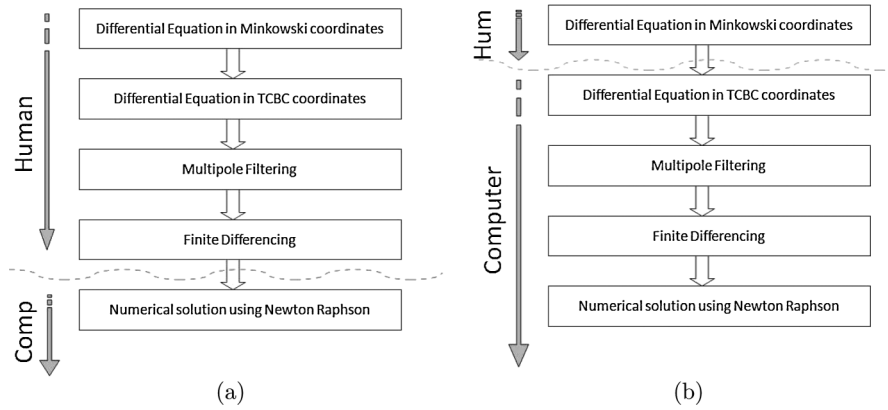 Human
Comp
Differential Equation in Minkowski coordinates
Differential Equation in TCBC coordinates
Multipole Filtering
Finite Differencing
Numerical solution using Newton Raphson
(a)
Hum
Computer
Differential Equation in Minkowski coordinates
Differential Equation in TCBC coordinates
Multipole Filtering
Finite Differencing
Numerical solution using Newton Raphson
(b)